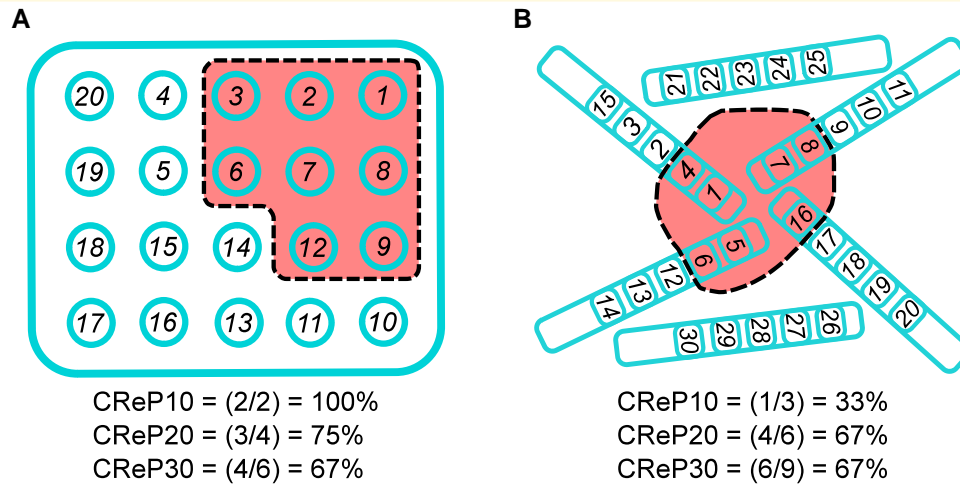 A
B
20 4 3 2 1
19 5 6 7 8
18 15 14 12 9
17 16 13 11 10
21 22 23 24 25
15 3 2 4 1
7 8 9 10 11
16 17 18 19 20
14 13 12 6 5
30 29 28 27 26
CReP10 = (2/2) = 100%
CReP20 = (3/4) = 75%
CReP30 = (4/6) = 67%
CReP10 = (1/3) = 33%
CReP20 = (4/6) = 67%
CReP30 = (6/9) = 67%